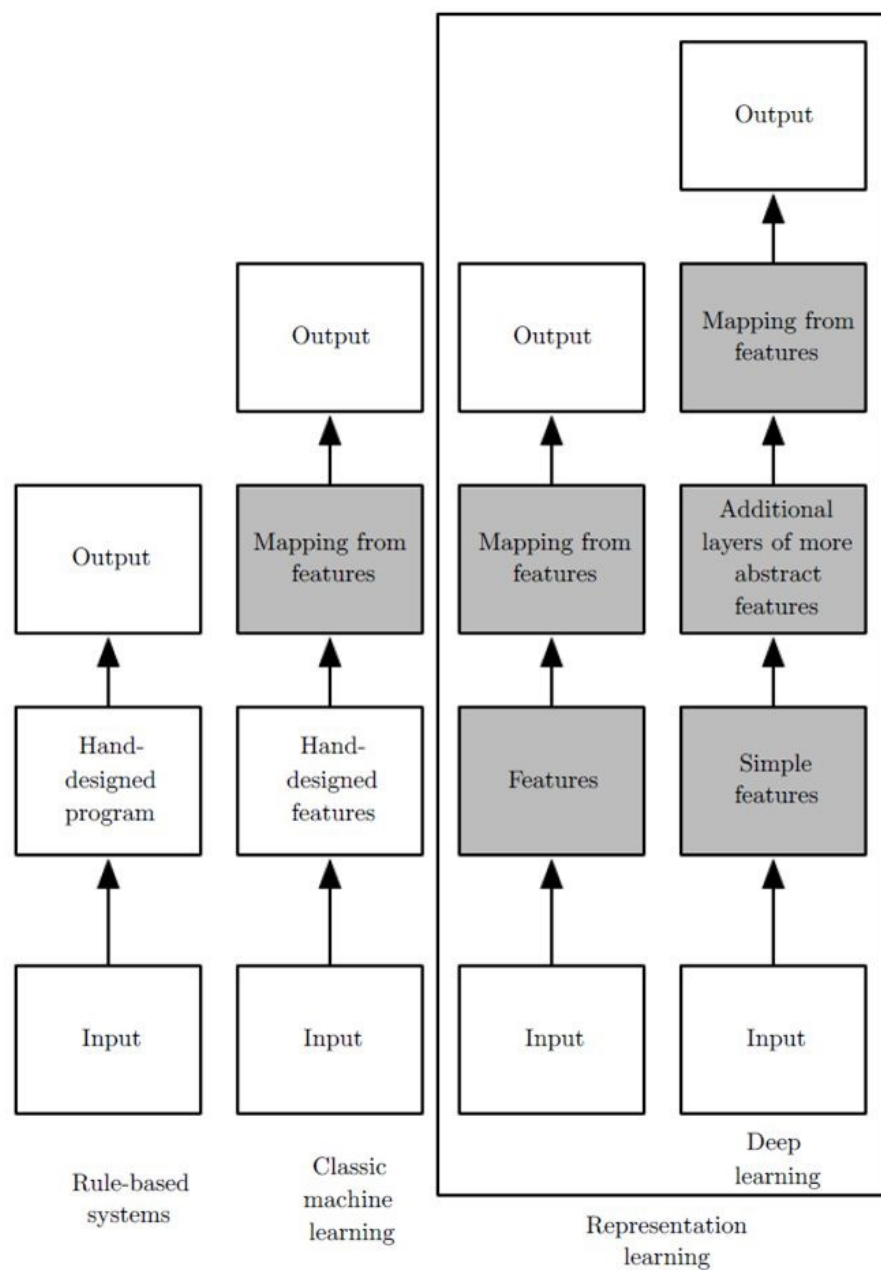 Output
Output
Output
Mapping from
features
Output
Mapping from
features
Mapping from
features
Additional
layers of more
abstract
features
Hand-
designed
program
Hand-
designed
features
Features
Simple
features
Input
Input
Input
Input
Rule-based
systems
Classic
machine
learning
Deep
learning
Representation
learning